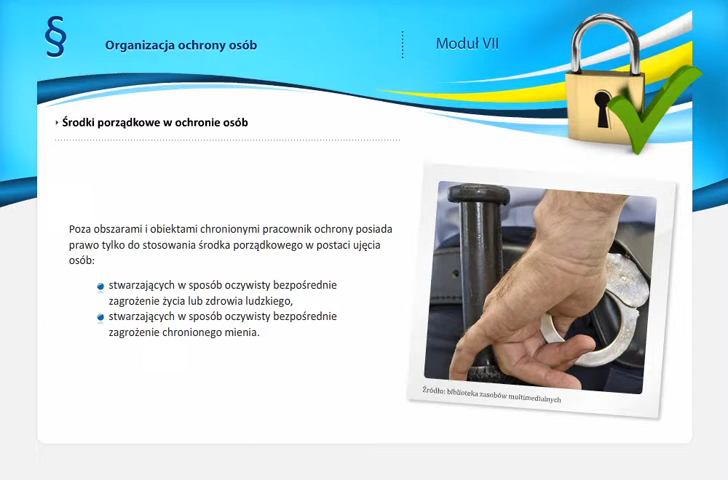 §
Organizacja ochrony osób
Moduł VII
Środki porządkowe w ochronie osób
Poza obszarami i obiektami chronionymi pracownik ochrony posiada
prawo tylko do stosowania środka porządkowego w postaci ujęcia
osób:
stwarzających w sposób oczywisty bezpośrednie
zagrożenie życia lub zdrowia ludzkiego,
stwarzających w sposób oczywisty bezpośrednie
zagrożenie chronionego mienia.
Źródło: biblioteka zasobów multimedialnych